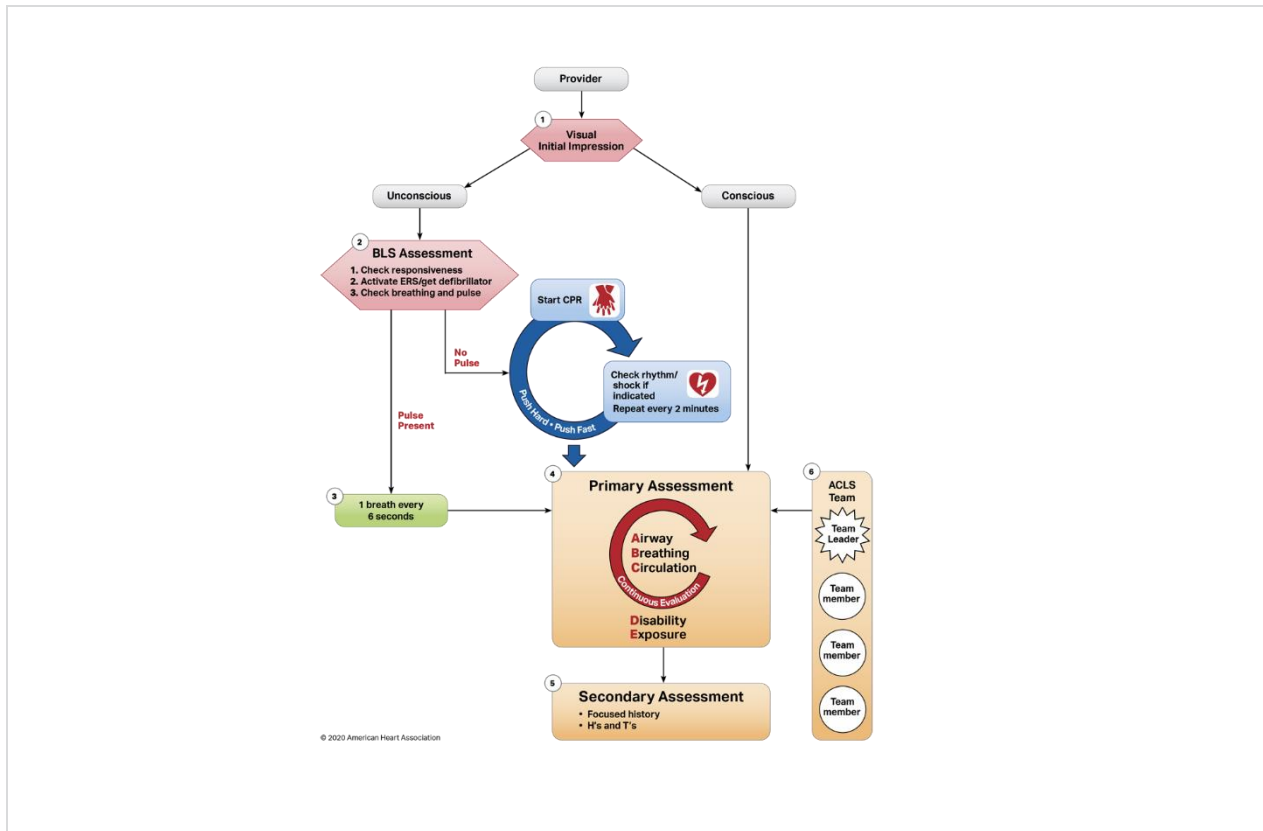 Provider
1
Visual
Initial Impression
Unconscious
Conscious
2
BLS Assessment
1. Check responsiveness
2. Activate ERS/get defibrillator
3. Check breathing and pulse
Start CPR
No
Pulse
Check rhythm/
shock if
indicated
Repeat every 2 minutes
Push Hard • Push Fast
Pulse
Present
3
1 breath every
6 seconds
4
Primary Assessment
Airway
Breathing
Circulation
Continuous Evaluation
Disability
Exposure
6
ACLS
Team
Team
Leader
Team
member
Team
member
Team
member
5
Secondary Assessment
• Focused history
• H's and T's
© 2020 American Heart Association